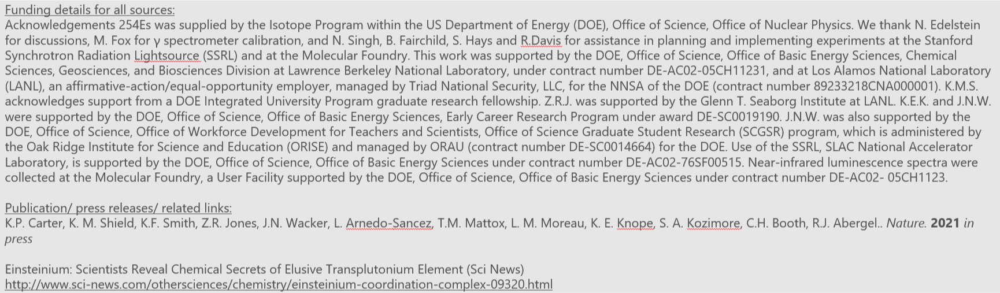 Funding details for all sources:
Acknowledgements 254Es was supplied by the Isotope Program within the US Department of Energy (DOE), Office of Science, Office of Nuclear Physics. We thank N. Edelstein
for discussions, M. Fox for γ spectrometer calibration, and N. Singh, B. Fairchild, S. Hays and R.Davis for assistance in planning and implementing experiments at the Stanford
Synchrotron Radiation Lightsource (SSRL) and at the Molecular Foundry. This work was supported by the DOE, Office of Science, Office of Basic Energy Sciences, Chemical
Sciences, Geosciences, and Biosciences Division at Lawrence Berkeley National Laboratory, under contract number DE-AC02-05CH11231, and at Los Alamos National Laboratory
(LANL), an affirmative-action/equal-opportunity employer, managed by Triad National Security, LLC, for the NNSA of the DOE (contract number 89233218CNA000001). K.M.S.
acknowledges support from a DOE Integrated University Program graduate research fellowship. Z.R.J. was supported by the Glenn T. Seaborg Institute at LANL. K.E.K. and J.N.W.
were supported by the DOE, Office of Science, Office of Basic Energy Sciences, Early Career Research Program under award DE-SC0019190. J.N.W. was also supported by the
DOE, Office of Science, Office of Workforce Development for Teachers and Scientists, Office of Science Graduate Student Research (SCGSR) program, which is administered by
the Oak Ridge Institute for Science and Education (ORISE) and managed by ORAU (contract number DE-SC0014664) for the DOE. Use of the SSRL, SLAC National Accelerator
Laboratory, is supported by the DOE, Office of Science, Office of Basic Energy Sciences under contract number DE-AC02-76SF00515. Near-infrared luminescence spectra were
collected at the Molecular Foundry, a User Facility supported by the DOE, Office of Science, Office of Basic Energy Sciences under contract number DE-AC02- 05CH1123.
Publication/ press releases/ related links:
K.P. Carter, K. M. Shield, K.F. Smith, Z.R. Jones, J.N. Wacker, L. Arnedo-Sancez, T.M. Mattox, L. M. Moreau, K. E. Knope, S. A. Kozimore, C.H. Booth, R.J. Abergel.. Nature. 2021 in
press
Einsteinium: Scientists Reveal Chemical Secrets of Elusive Transplutonium Element (Sci News)
http://www.sci-news.com/othersciences/chemistry/einsteinium-coordination-complex-09320.html